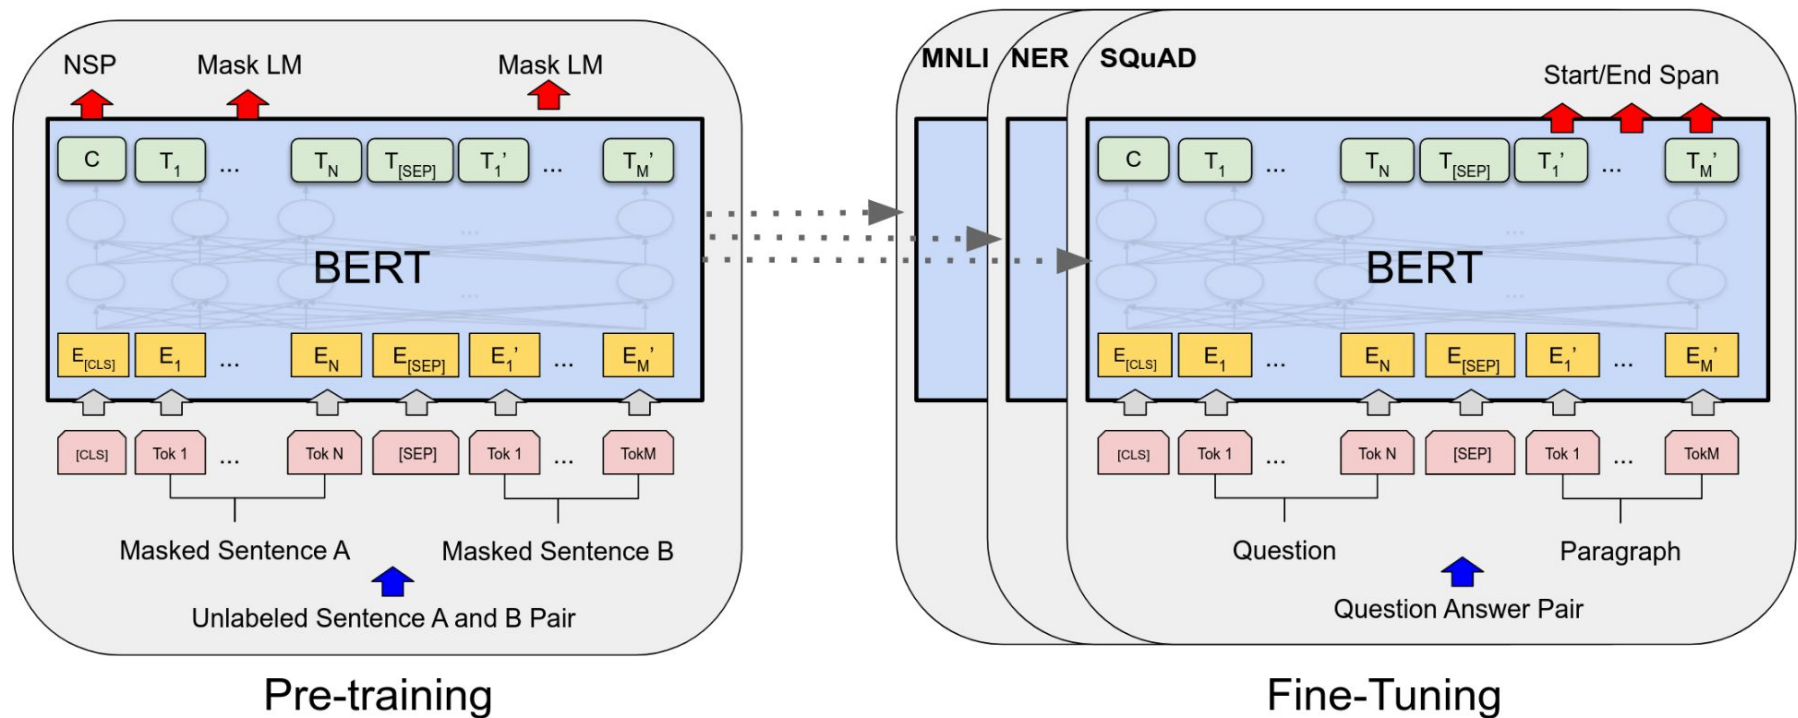 NSP Mask LM Mask LM
C T1 ... TN T[SEP] T1' ... TM'
...
BERT
...
E[CLS] E1 ... EN E[SEP] E1' ... EM'
[CLS] Tok 1 ... Tok N [SEP] Tok 1 ... TokM
Masked Sentence A Masked Sentence B
Unlabeled Sentence A and B Pair
Pre-training
MNLI NER SQuAD
Start/End Span
C T1 ... TN T[SEP] T1' ... TM'
...
BERT
...
E[CLS] E1 ... EN E[SEP] E1' ... EM'
[CLS] Tok 1 ... Tok N [SEP] Tok 1 ... TokM
Question Paragraph
Question Answer Pair
Fine-Tuning